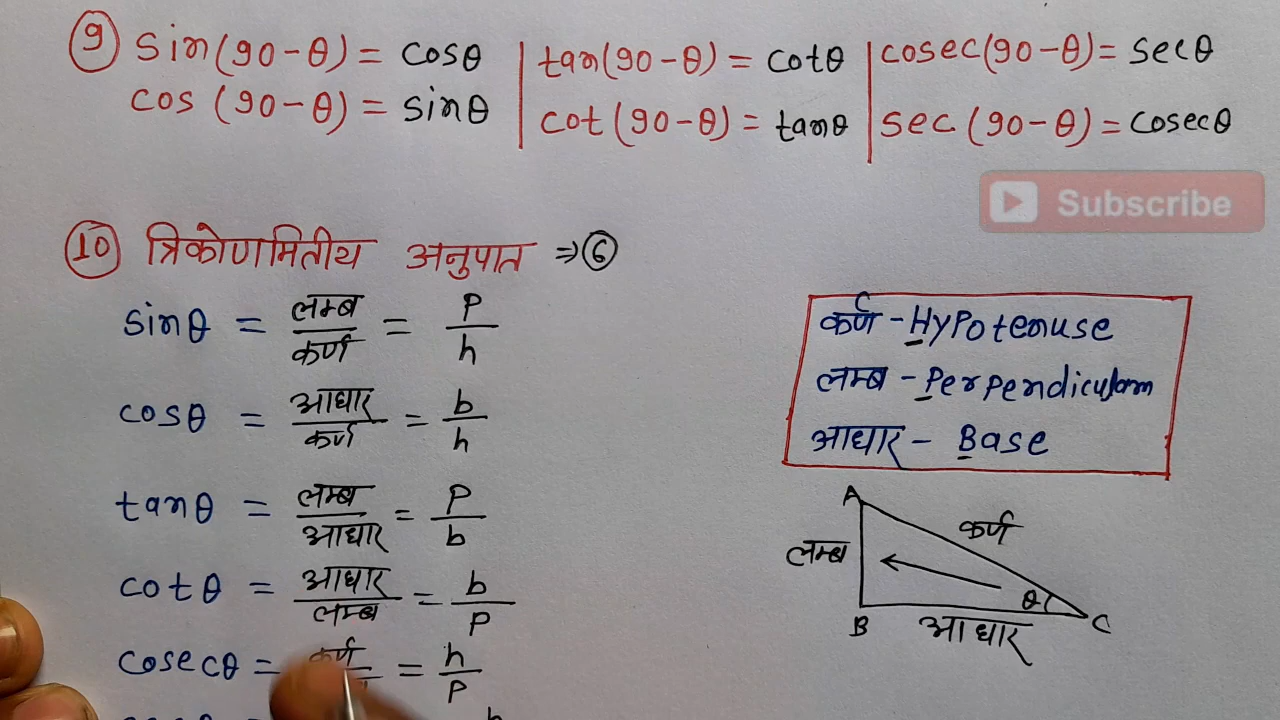 ⑨ sin(90-θ) = cosθ | tan(90-θ) = cotθ | cosec(90-θ) = secθ
cos (90-θ) = sinθ | cot(90-θ) = tanθ | sec (90-θ) = cosecθ
Subscribe
⑩ त्रिकोणमितीय अनुपात ⇒ ⑥
sinθ = लम्ब/कर्ण = P/h
cosθ = आधार/कर्ण = b/h
tanθ = लम्ब/आधार = P/b
cotθ = आधार/लम्ब = b/P
cosecθ = कर्ण = h/P
h
कर्ण - Hypotenuse
लम्ब - Perpendicular
आधार - Base
A
कर्ण
लम्ब
θ
B
आधार
C